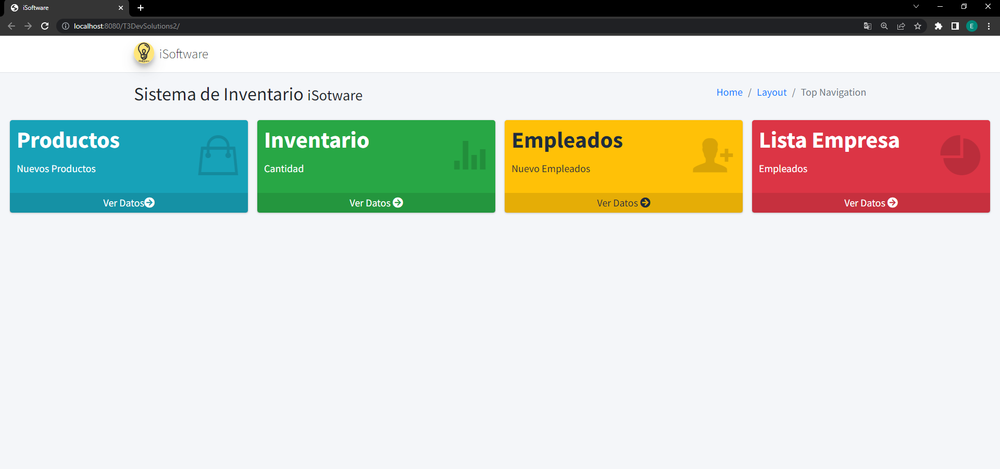 iSoftware
localhost:8080/T3DevSolutions2/
E
iSoftware
Sistema de Inventario iSotware
Home / Layout / Top Navigation
Productos
Nuevos Productos
Ver Datos
Inventario
Cantidad
Ver Datos
Empleados
Nuevo Empleados
Ver Datos
Lista Empresa
Empleados
Ver Datos